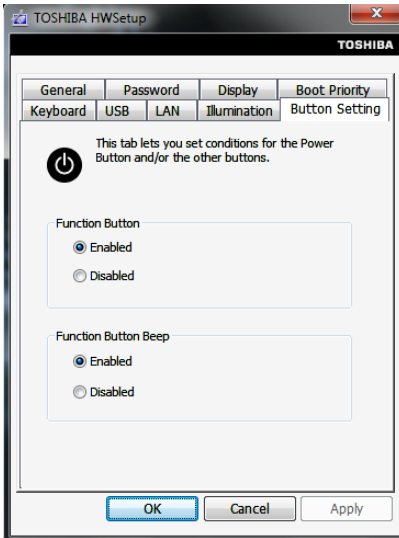 TOSHIBA HWSetup
TOSHIBA
General Password Display Boot Priority
Keyboard USB LAN Illumination Button Setting
This tab lets you set conditions for the Power
Button and/or the other buttons.
Function Button
Enabled
Disabled
Function Button Beep
Enabled
Disabled
OK Cancel Apply